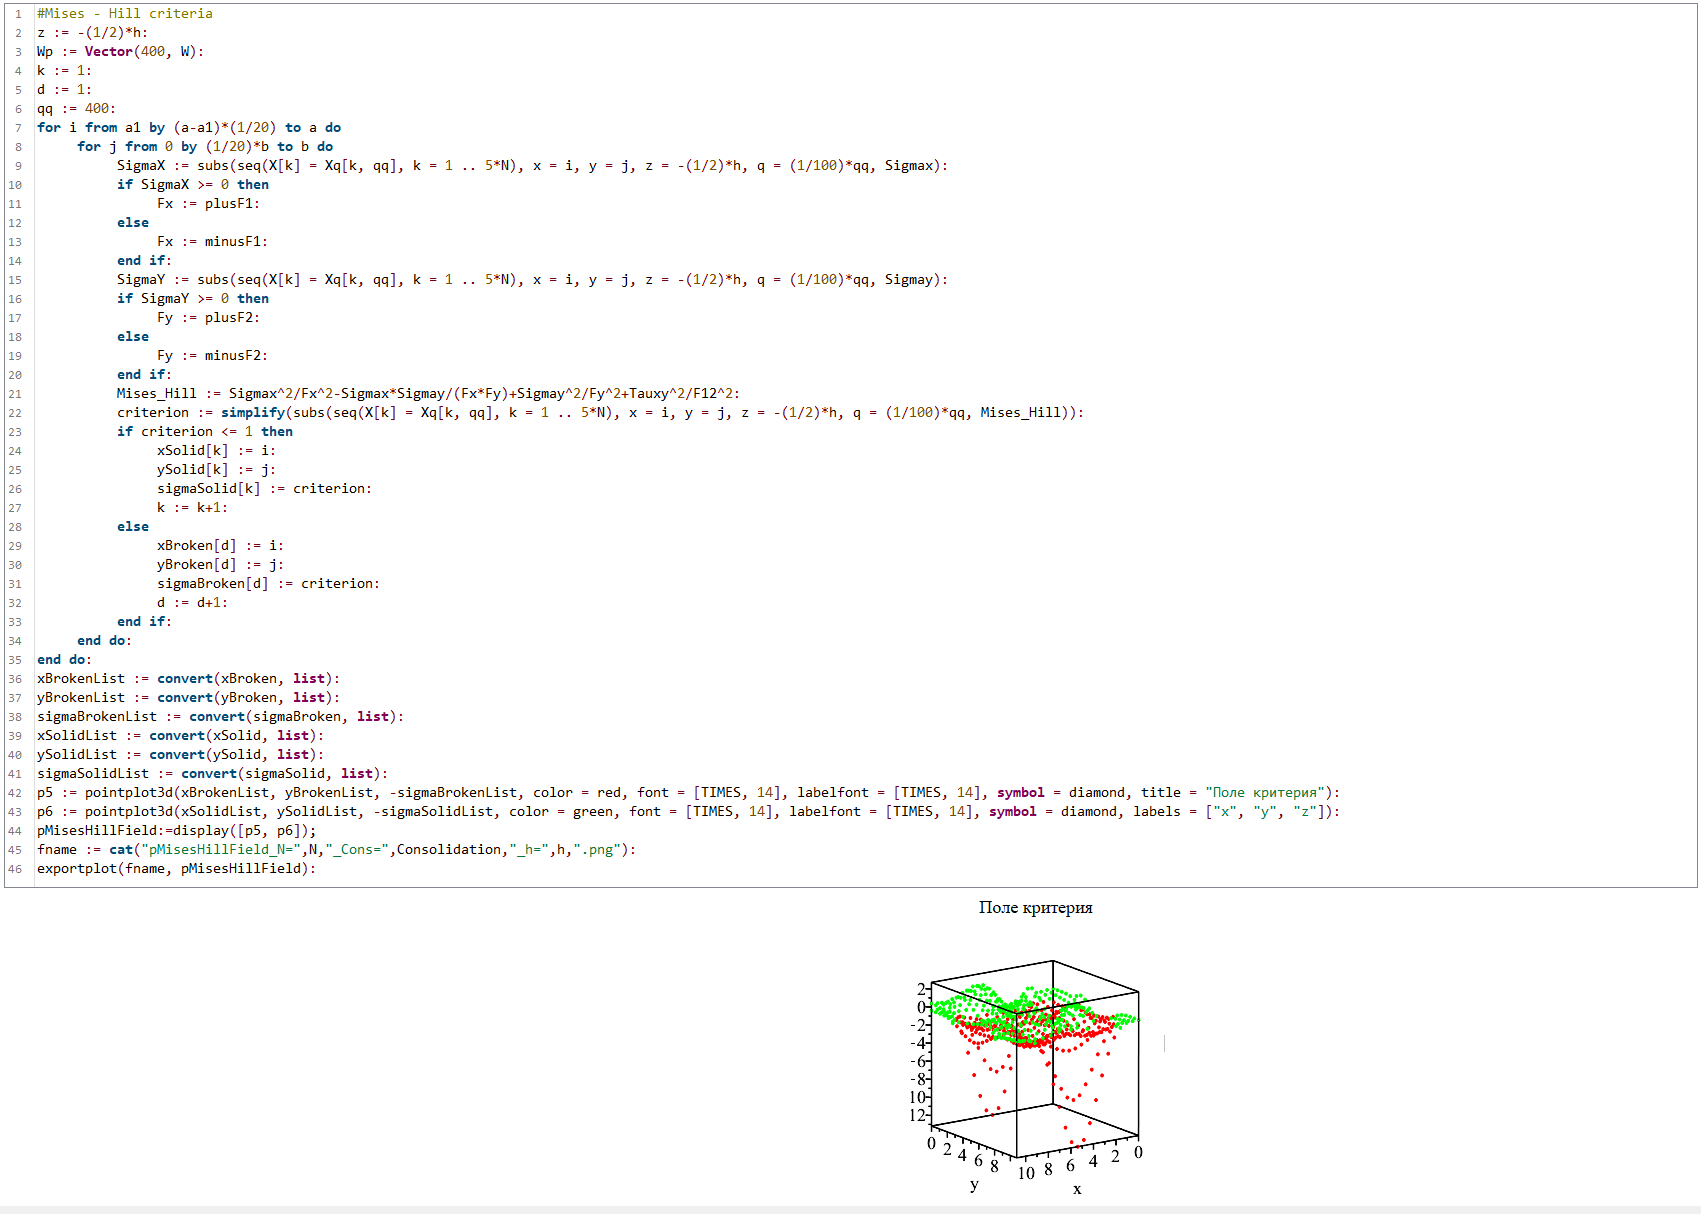 1 #Mises - Hill criteria
2 z := -(1/2)*h:
3 Wp := Vector(400, W):
4 k := 1:
5 d := 1:
6 qq := 400:
7 for i from a1 by (a-a1)*(1/20) to a do
8 for j from 0 by (1/20)*b to b do
9 SigmaX := subs(seq(X[k] = Xq[k, qq], k = 1 .. 5*N), x = i, y = j, z = -(1/2)*h, q = (1/100)*qq, Sigmax):
10 if SigmaX >= 0 then
11 Fx := plusF1:
12 else
13 Fx := minusF1:
14 end if:
15 SigmaY := subs(seq(X[k] = Xq[k, qq], k = 1 .. 5*N), x = i, y = j, z = -(1/2)*h, q = (1/100)*qq, Sigmay):
16 if SigmaY >= 0 then
17 Fy := plusF2:
18 else
19 Fy := minusF2:
20 end if:
21 Mises_Hill := Sigmax^2/Fx^2-Sigmax*Sigmay/(Fx*Fy)+Sigmay^2/Fy^2+Tauxy^2/F12^2:
22 criterion := simplify(subs(seq(X[k] = Xq[k, qq], k = 1 .. 5*N), x = i, y = j, z = -(1/2)*h, q = (1/100)*qq, Mises_Hill)):
23 if criterion <= 1 then
24 xSolid[k] := i:
25 ySolid[k] := j:
26 sigmaSolid[k] := criterion:
27 k := k+1:
28 else
29 xBroken[d] := i:
30 yBroken[d] := j:
31 sigmaBroken[d] := criterion:
32 d := d+1:
33 end if:
34 end do:
35 end do:
36 xBrokenList := convert(xBroken, list):
37 yBrokenList := convert(yBroken, list):
38 sigmaBrokenList := convert(sigmaBroken, list):
39 xSolidList := convert(xSolid, list):
40 ySolidList := convert(ySolid, list):
41 sigmaSolidList := convert(sigmaSolid, list):
42 p5 := pointplot3d(xBrokenList, yBrokenList, -sigmaBrokenList, color = red, font = [TIMES, 14], labelfont = [TIMES, 14], symbol = diamond, title = "Поле критерия"):
43 p6 := pointplot3d(xSolidList, ySolidList, -sigmaSolidList, color = green, font = [TIMES, 14], labelfont = [TIMES, 14], symbol = diamond, labels = ["x", "y", "z"]):
44 pMisesHillField:=display([p5, p6]);
45 fname := cat("pMisesHillField_N=",N,"_Cons=",Consolidation,"_h=",h,".png"):
46 exportplot(fname, pMisesHillField):
Поле критерия
2
0
-2
-4
-6
-8
10
12
0 2 4 6 8
10 8 6 4 2 0
y
x